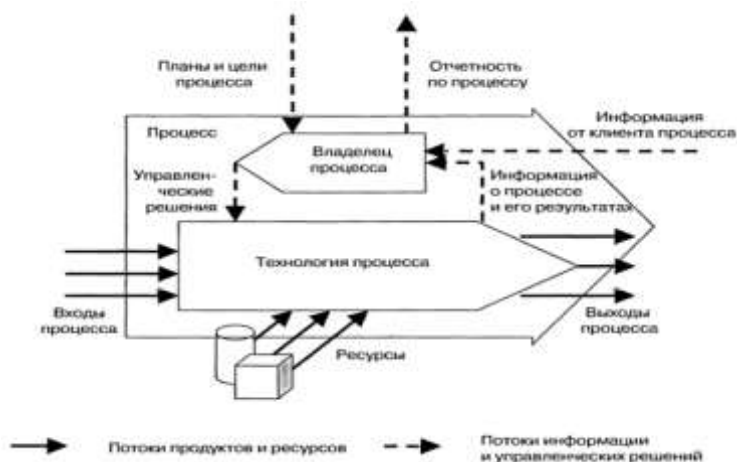 Планы и цели
процесса
Отчетность
по процессу
Информация
от клиента процесса
Процесс
Владелец
процесса
Управлен-
ческие
решения
Информация
о процессе
и его результатах
Технология процесса
Входы
процесса
Выходы
процесса
Ресурсы
Потоки продуктов и ресурсов
Потоки информации
и управленческих решений